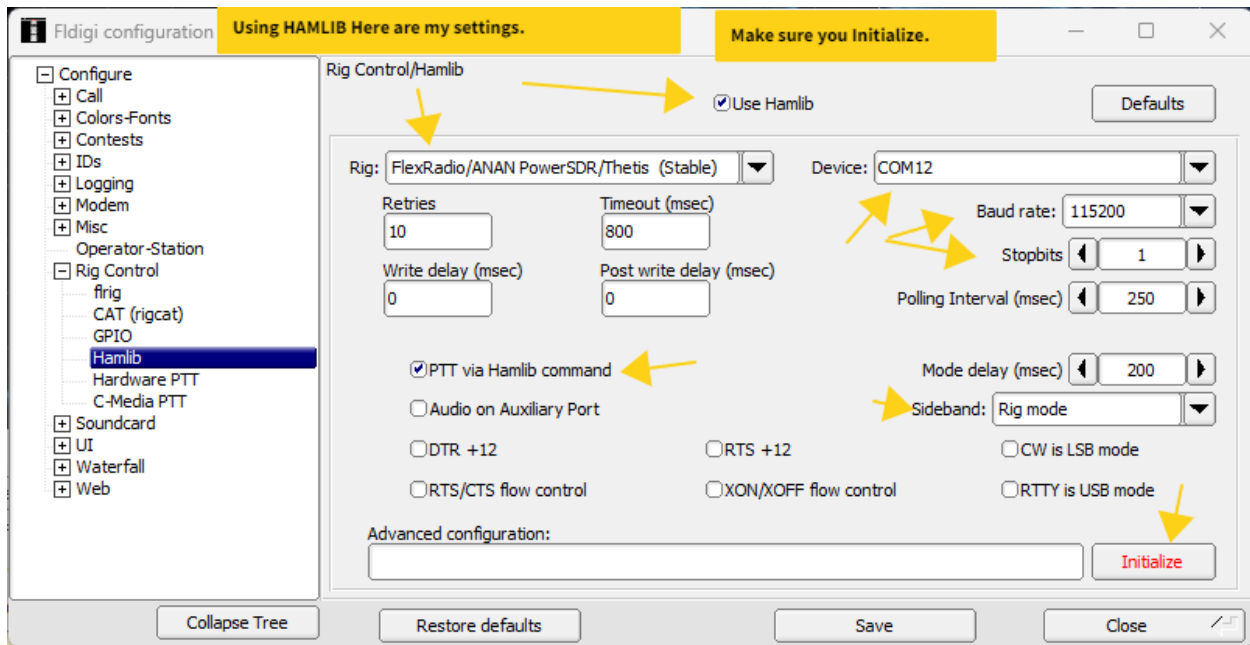 Fldigi configuration
Using HAMLIB Here are my settings.
Make sure you Initialize.
Configure
Call
Colors-Fonts
Contests
IDs
Logging
Modem
Misc
Operator-Station
Rig Control
flrig
CAT (rigcat)
GPIO
Hamlib
Hardware PTT
C-Media PTT
Soundcard
UI
Waterfall
Web
Collapse Tree
Rig Control/Hamlib
Use Hamlib
Defaults
Rig: FlexRadio/ANAN PowerSDR/Thetis (Stable)
Device: COM12
Retries
10
Timeout (msec)
800
Baud rate: 115200
Stopbits 1
Write delay (msec)
0
Post write delay (msec)
0
Polling Interval (msec) 250
PTT via Hamlib command
Mode delay (msec) 200
Audio on Auxiliary Port
Sideband: Rig mode
DTR +12
RTS +12
CW is LSB mode
RTS/CTS flow control
XON/XOFF flow control
RTTY is USB mode
Advanced configuration:
Initialize
Restore defaults
Save
Close